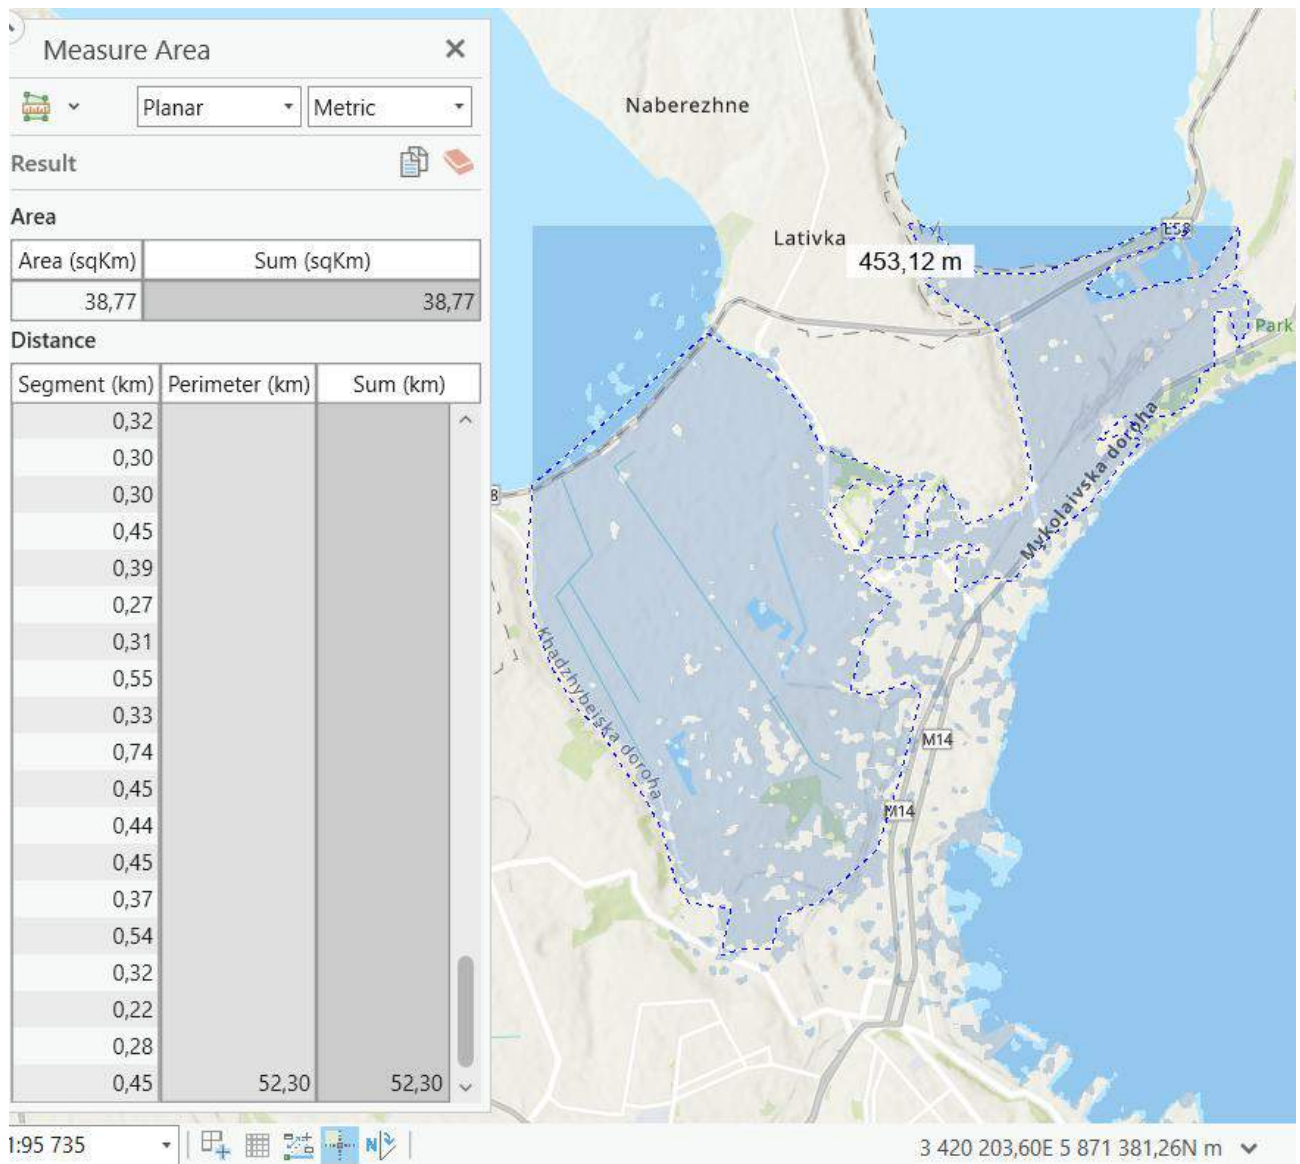 Measure Area
Planar
Metric
Result
Area
Area (sqKm) Sum (sqKm)
38,77 38,77
Distance
Segment (km) Perimeter (km) Sum (km)
0,32
0,30
0,30
0,45
0,39
0,27
0,31
0,55
0,33
0,74
0,45
0,44
0,45
0,37
0,54
0,32
0,22
0,28
0,45 52,30 52,30
Naberezhne
Lativka
E58
453,12 m
Park
8
Mykolaivska doroha
Khadzhybeiska doroha
M14
M14
1:95 735
N
3 420 203,60E 5 871 381,26N m